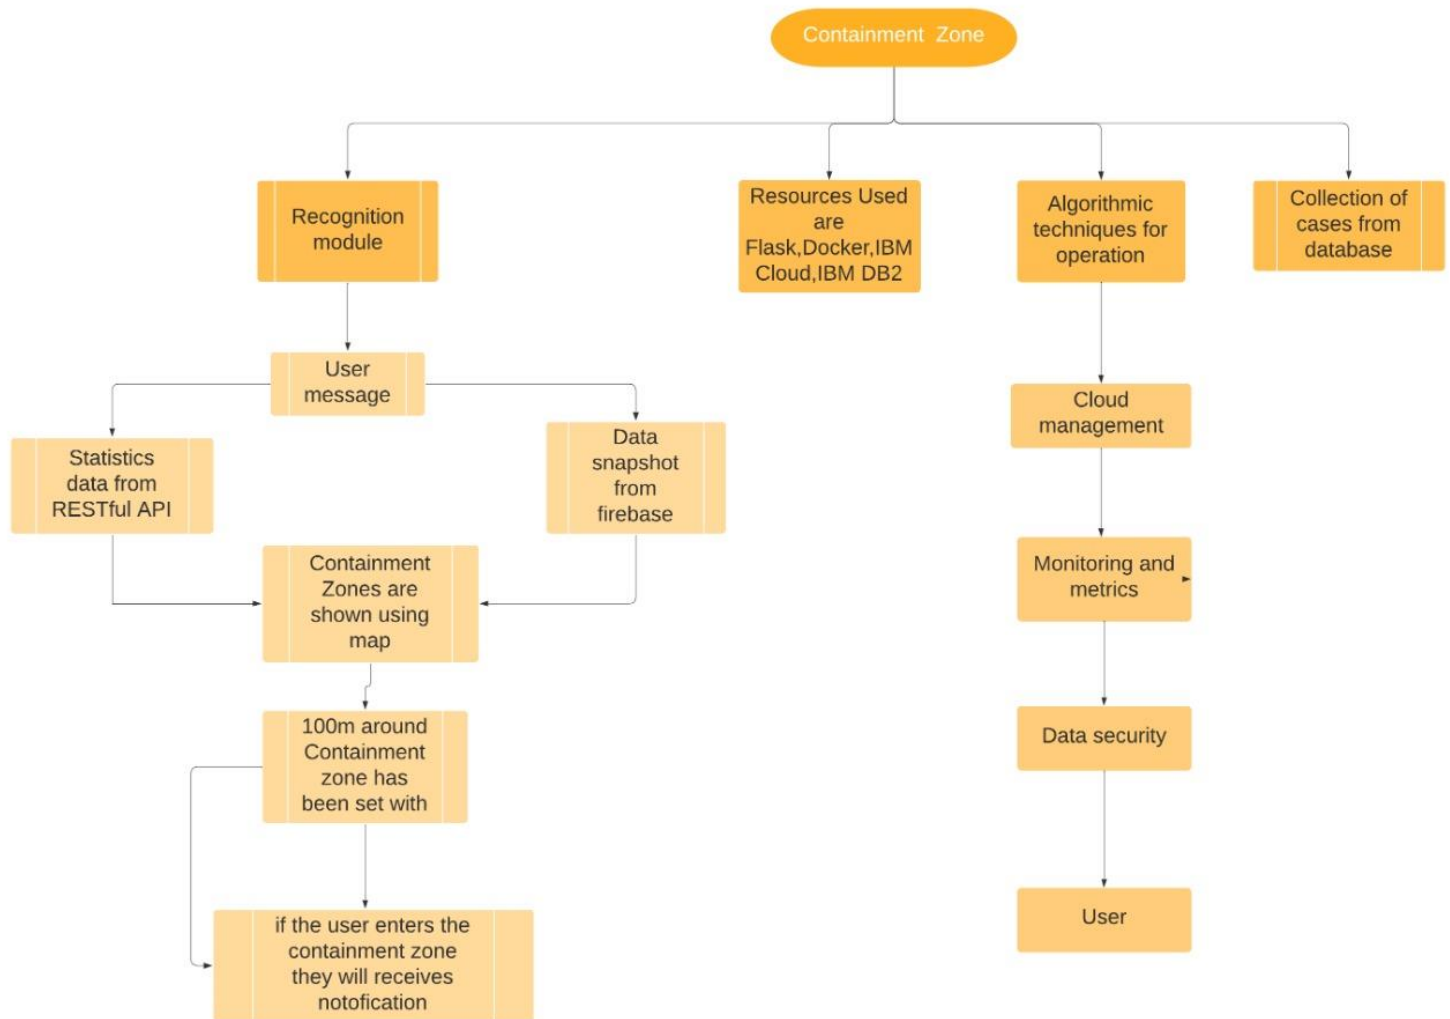 Containment Zone
Recognition
module
Resources Used
are
Flask,Docker,IBM
Cloud,IBM DB2
Algorithmic
techniques for
operation
Collection of
cases from
database
User
message
Cloud
management
Statistics
data from
RESTful API
Data
snapshot
from
firebase
Containment
Zones are
shown using
map
Monitoring and
metrics
100m around
Containment
zone has
been set with
Data security
if the user enters the
containment zone
they will receives
notofication
User